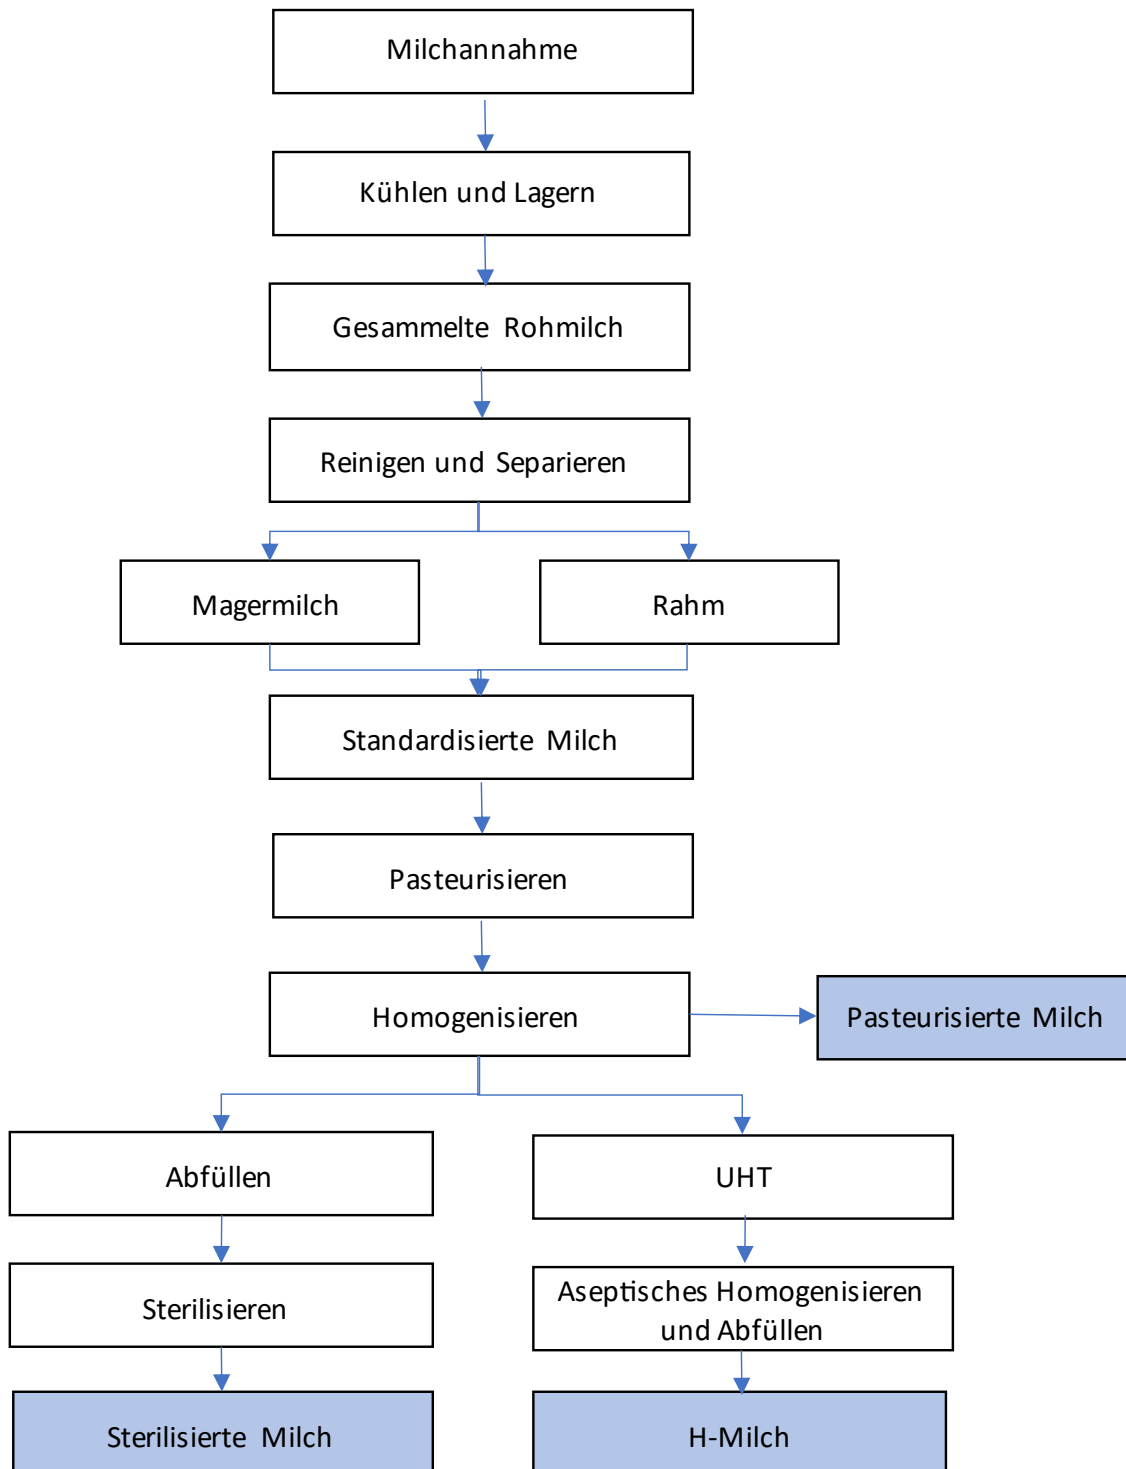 Milchannahme
Kühlen und Lagern
Gesammelte Rohmilch
Reinigen und Separieren
Magermilch
Rahm
Standardisierte Milch
Pasteurisieren
Homogenisieren
Pasteurisierte Milch
Abfüllen
UHT
Sterilisieren
Aseptisches Homogenisieren
und Abfüllen
Sterilisierte Milch
H-Milch